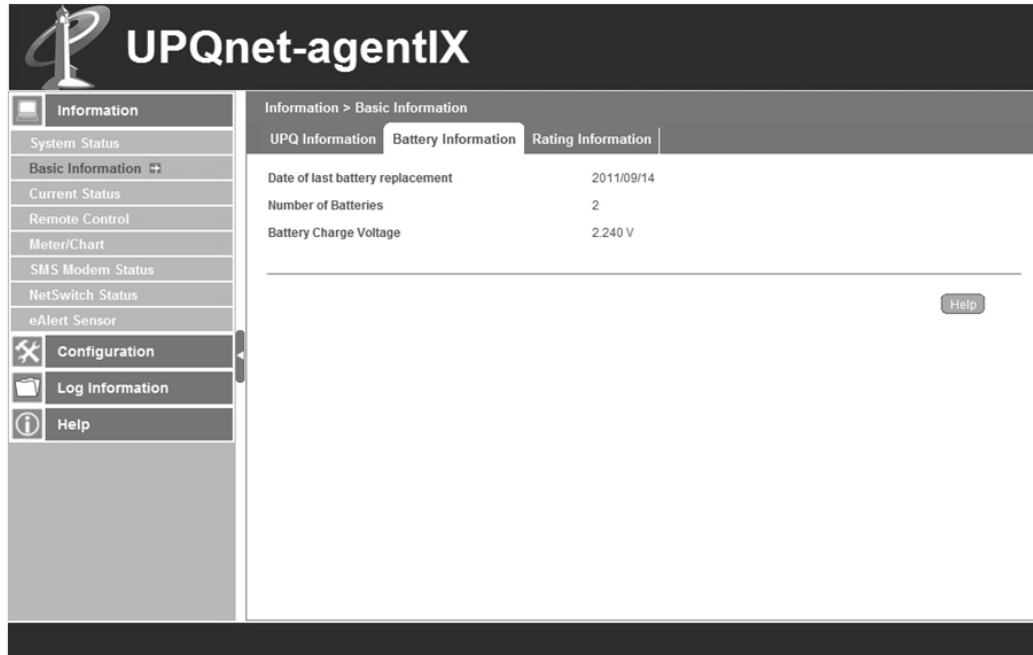 UPQnet-agentIX
Information
System Status
Basic Information
Current Status
Remote Control
Meter/Chart
SMS Modem Status
NetSwitch Status
eAlert Sensor
Configuration
Log Information
Help
Information > Basic Information
UPQ Information Battery Information Rating Information
Date of last battery replacement 2011/09/14
Number of Batteries 2
Battery Charge Voltage 2.240 V
Help